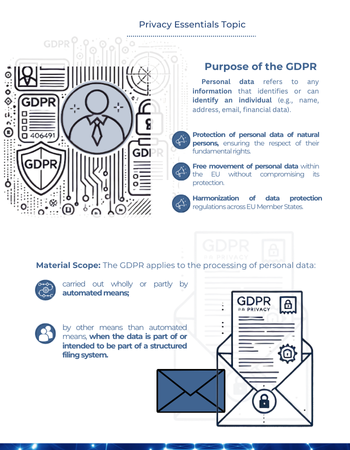 Privacy Essentials Topic
GDPR
Purpose of the GDPR
Personal data refers to any
information that identifies or can
identify an individual (e.g., name,
address, email, financial data).
GDPR
406491
GDPR
GDPR
Protection of personal data of natural
persons, ensuring the respect of their
fundamental rights.
Free movement of personal data within
the EU without compromising its
protection.
Harmonization of data protection
regulations across EU Member States.
GDPR
Material Scope: The GDPR applies to the processing of personal data:
carried out wholly or partly by
automated means;
by other means than automated
means, when the data is part of or
intended to be part of a structured
filing system.
GDPR
PRIVACY